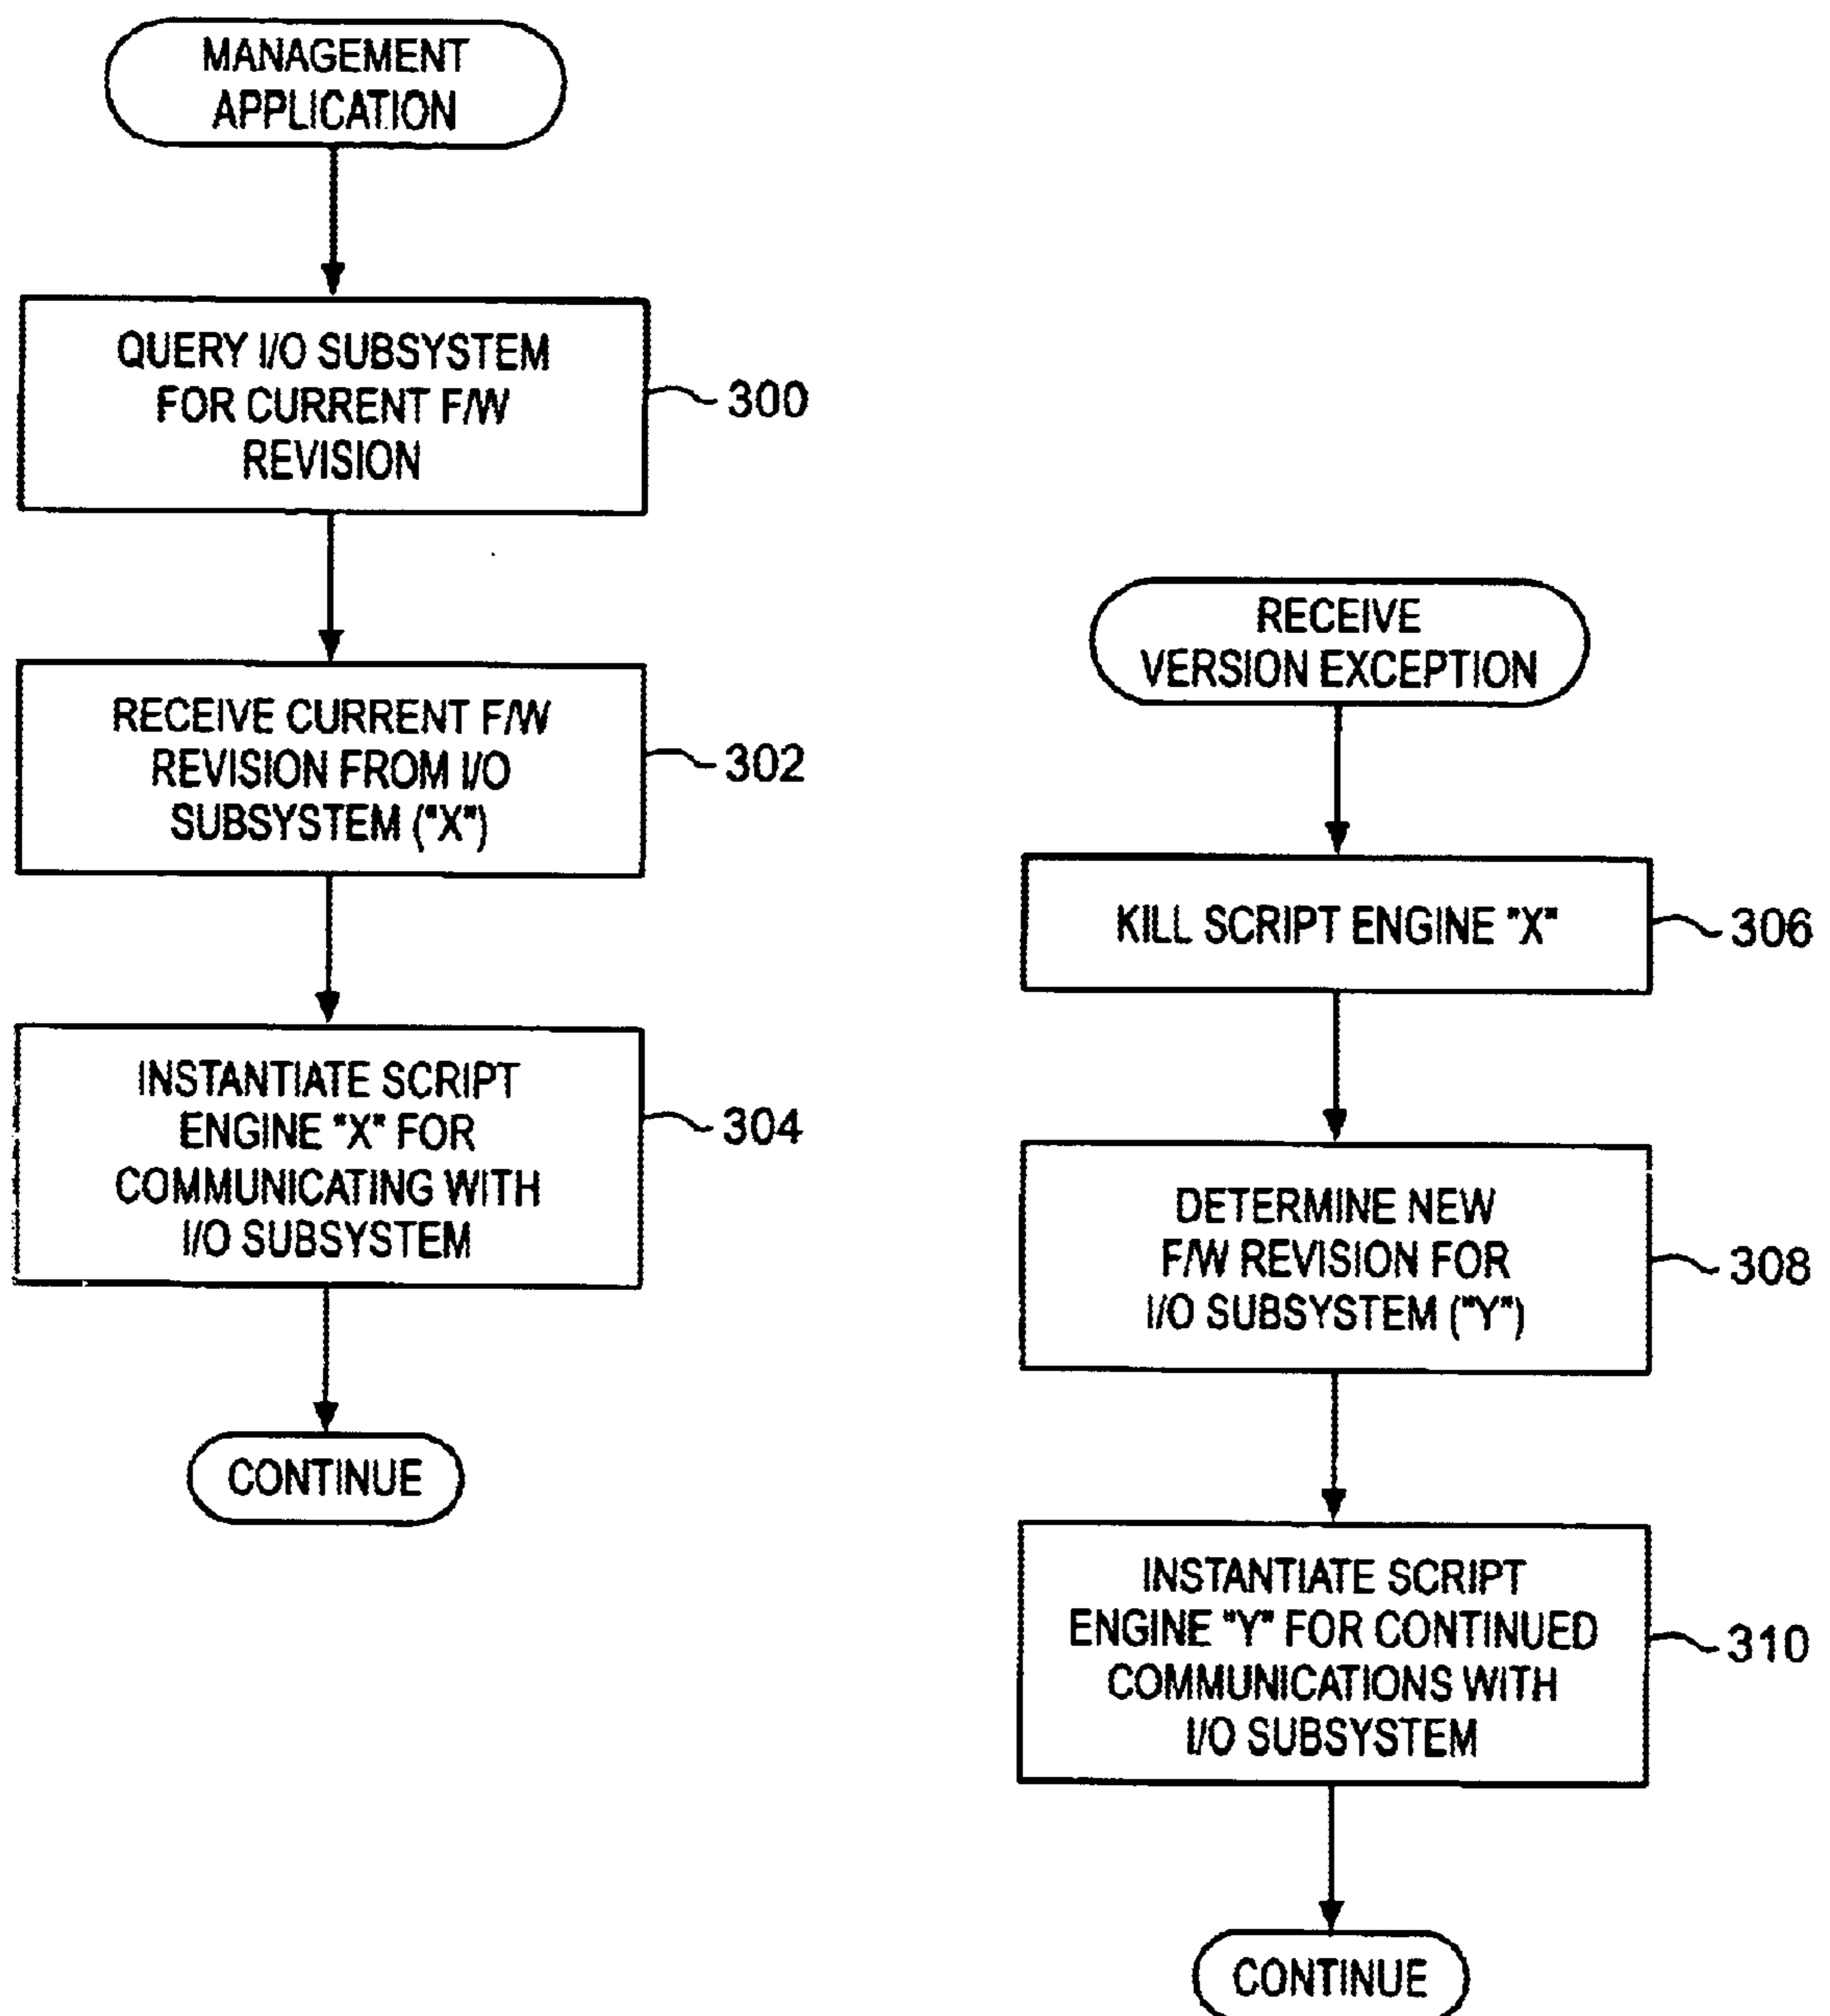 MANAGEMENT
APPLICATION
QUERY I/O SUBSYSTEM
FOR CURRENT F/W
REVISION
300
RECEIVE CURRENT F/W
REVISION FROM I/O
SUBSYSTEM ("X")
302
INSTANTIATE SCRIPT
ENGINE "X" FOR
COMMUNICATING WITH
I/O SUBSYSTEM
304
CONTINUE
RECEIVE
VERSION EXCEPTION
KILL SCRIPT ENGINE "X"
306
DETERMINE NEW
F/W REVISION FOR
I/O SUBSYSTEM ("Y")
308
INSTANTIATE SCRIPT
ENGINE "Y" FOR CONTINUED
COMMUNICATIONS WITH
I/O SUBSYSTEM
310
CONTINUE